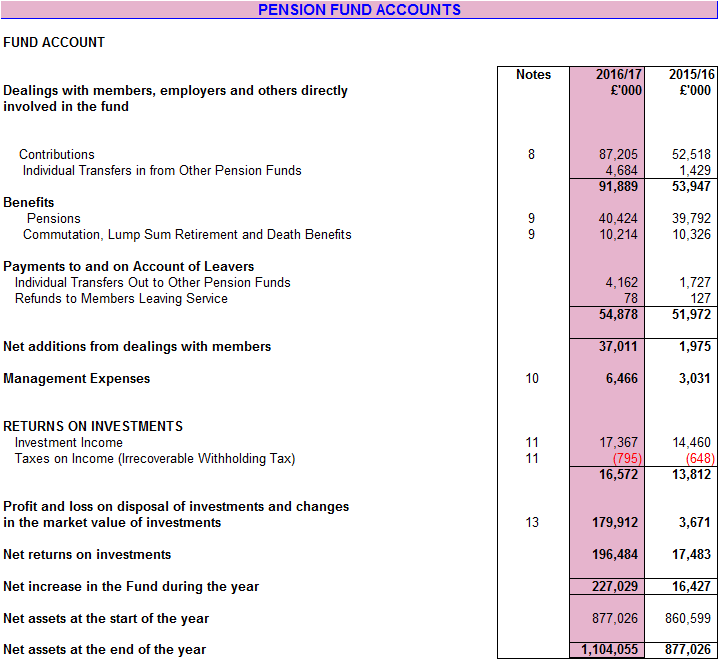 PENSION FUND ACCOUNTS
FUND ACCOUNT
Notes 2016/17 2015/16
Dealings with members, employers and others directly £'000 £'000
involved in the fund
Contributions 8 87,205 52,518
Individual Transfers in from Other Pension Funds 4,684 1,429
91,889 53,947
Benefits
Pensions 9 40,424 39,792
Commutation, Lump Sum Retirement and Death Benefits 9 10,214 10,326
Payments to and on Account of Leavers
Individual Transfers Out to Other Pension Funds 4,162 1,727
Refunds to Members Leaving Service 78 127
54,878 51,972
Net additions from dealings with members 37,011 1,975
Management Expenses 10 6,466 3,031
RETURNS ON INVESTMENTS
Investment Income 11 17,367 14,460
Taxes on Income (Irrecoverable Withholding Tax) 11 (795) (648)
16,572 13,812
Profit and loss on disposal of investments and changes
in the market value of investments 13 179,912 3,671
Net returns on investments 196,484 17,483
Net increase in the Fund during the year 227,029 16,427
Net assets at the start of the year 877,026 860,599
Net assets at the end of the year 1,104,055 877,026